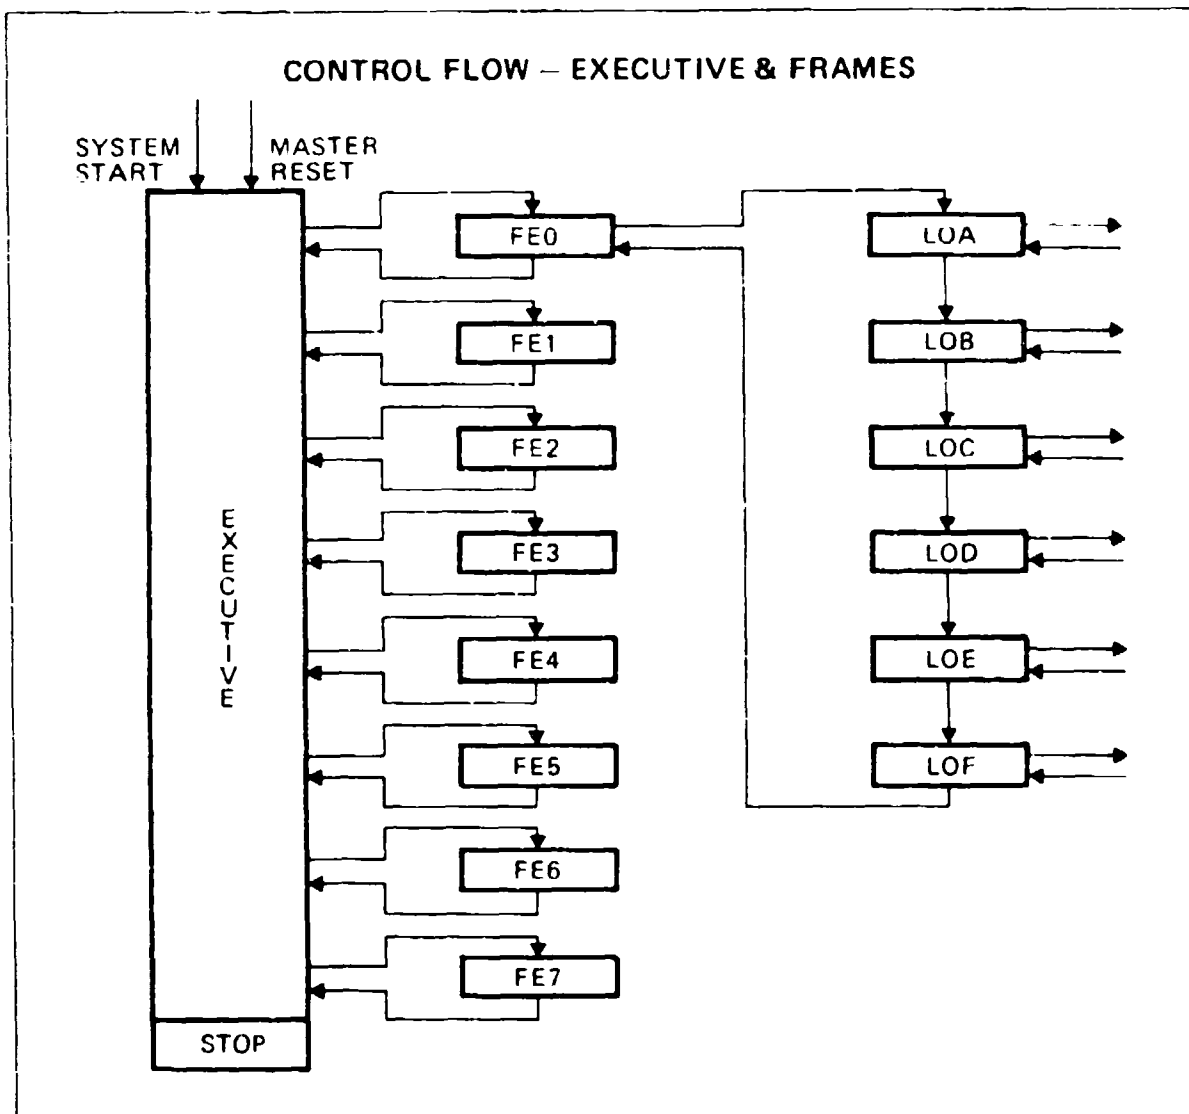 CONTROL FLOW – EXECUTIVE & FRAMES
SYSTEM START
MASTER RESET
FE0
LOA
FE1
LOB
FE2
LOC
EXECUTIVE
FE3
LOD
FE4
LOE
FE5
LOF
FE6
FE7
STOP